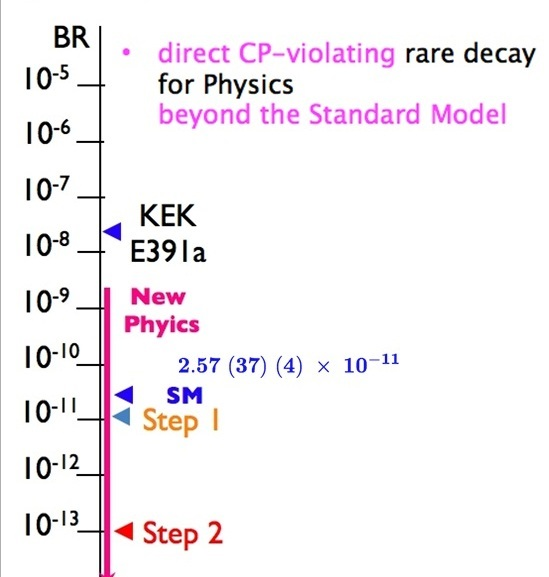 BR
• direct CP-violating rare decay
for Physics
beyond the Standard Model
10⁻⁵
10⁻⁶
10⁻⁷
KEK
10⁻⁸
E391a
10⁻⁹
New
Phyics
10⁻¹⁰
2.57 (37) (4) × 10⁻¹¹
SM
10⁻¹¹
Step 1
10⁻¹²
10⁻¹³
Step 2